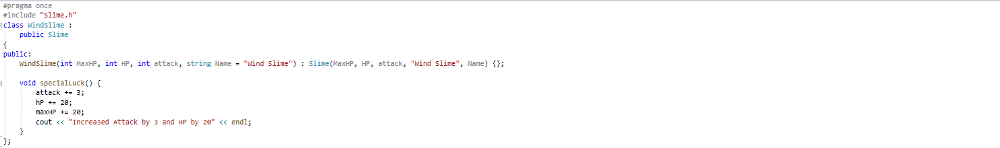 #pragma once
#include "Slime.h"
class WindSlime :
    public Slime
{
public:
    WindSlime(int MaxHP, int HP, int attack, string Name = "Wind Slime") : Slime(MaxHP, HP, attack, "Wind Slime", Name) {};

    void specialLuck() {
        attack += 3;
        hP += 20;
        maxHP += 20;
        cout << "Increased Attack by 3 and HP by 20" << endl;
    }
};